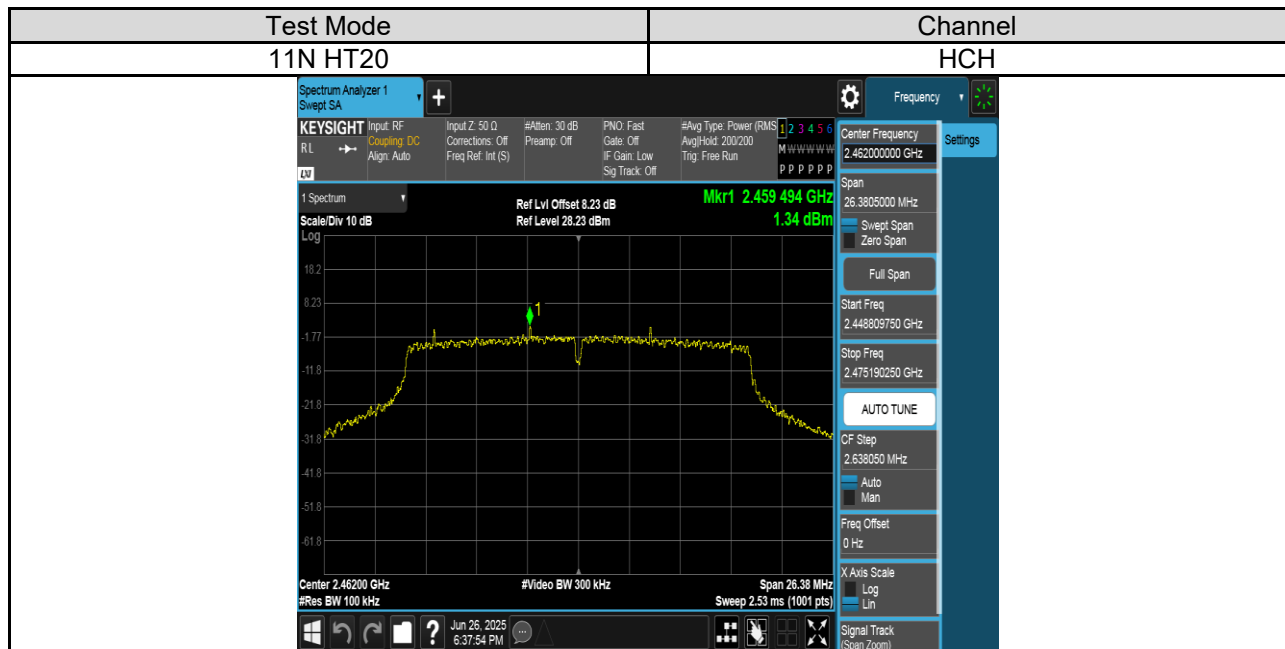 Test Mode Channel
11N HT20 HCH
Spectrum Analyzer 1
Swept SA
+
Frequency
KEYSIGHT
RL
LXI
Input: RF
Coupling: DC
Align: Auto
Input Z: 50 Ω
Corrections: Off
Freq Ref: Int (S)
#Atten: 30 dB
Preamp: Off
PNO: Fast
Gate: Off
IF Gain: Low
Sig Track: Off
#Avg Type: Power (RMS
Avg|Hold: 200/200
Trig: Free Run
1 2 3 4 5 6
M W W W W W
P P P P P P
1 Spectrum
Scale/Div 10 dB
Log
Ref Lvl Offset 8.23 dB
Ref Level 28.23 dBm
Mkr1 2.459 494 GHz
1.34 dBm
18.2
8.23
-1.77
-11.8
-21.8
-31.8
-41.8
-51.8
-61.8
1
Center 2.46200 GHz
#Res BW 100 kHz
#Video BW 300 kHz
Span 26.38 MHz
Sweep 2.53 ms (1001 pts)
Center Frequency
2.462000000 GHz
Settings
Span
26.3805000 MHz
Swept Span
Zero Span
Full Span
Start Freq
2.448809750 GHz
Stop Freq
2.475190250 GHz
AUTO TUNE
CF Step
2.638050 MHz
Auto
Man
Freq Offset
0 Hz
X Axis Scale
Log
Lin
Signal Track
(Span Zoom)
?
Jun 26, 2025
6:37:54 PM